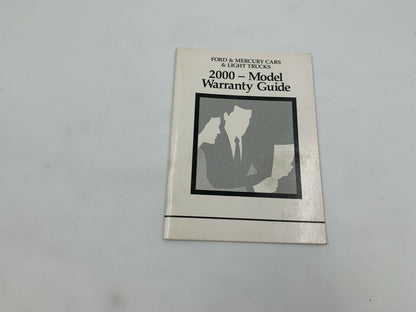 FORD & MERCURY CARS
& LIGHT TRUCKS
2000 – Model
Warranty Guide